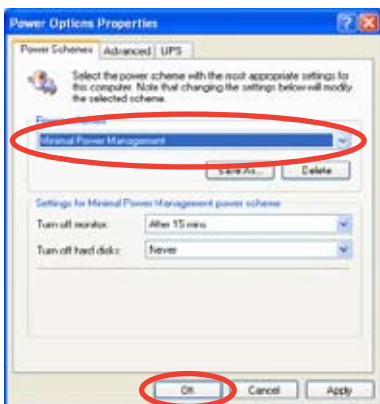 Power Options Properties
Power Schemes Advanced UPS
Select the power scheme with the most appropriate settings for
this computer. Note that changing the settings below will modify
the selected scheme.
Power schemes
Minimal Power Management
Save As... Delete
Settings for Minimal Power Management power scheme
Turn off monitor: After 15 mins
Turn off hard disks: Never
OK Cancel Apply